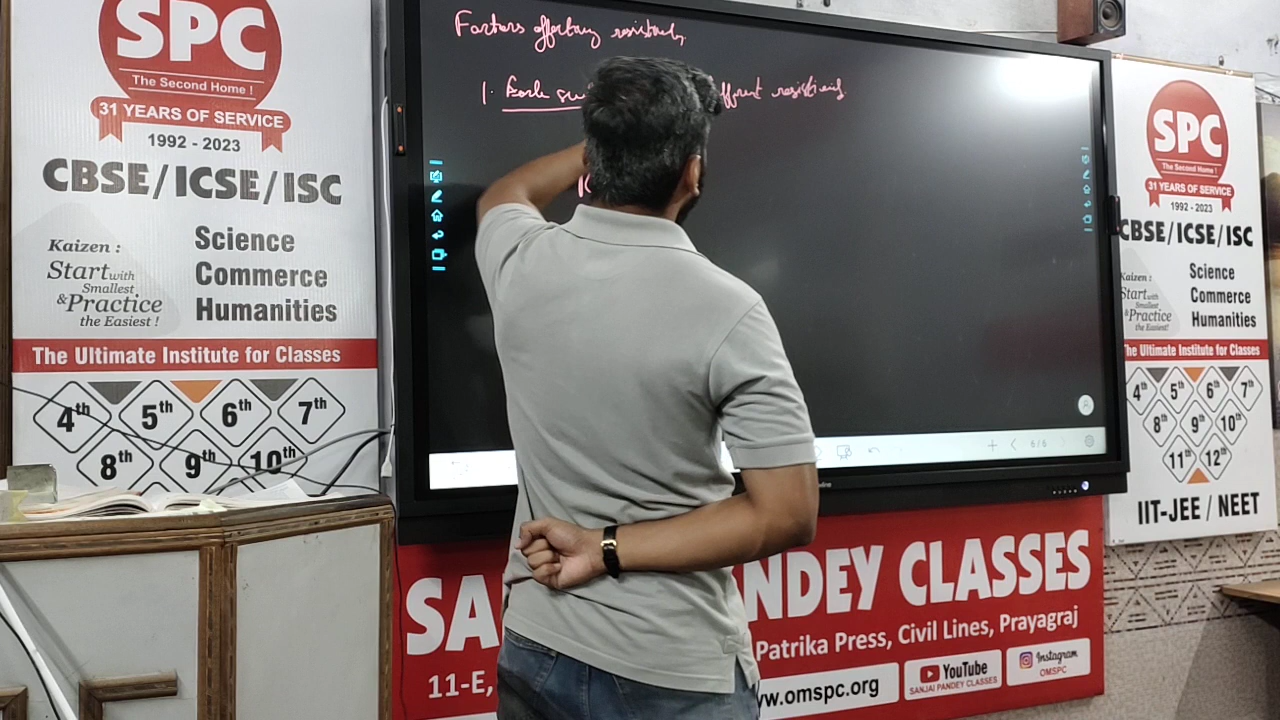 SPC
The Second Home !
31 YEARS OF SERVICE
1992 - 2023
CBSE/ICSE/ISC
Kaizen :
Start with
Smallest
& Practice
the Easiest !
Science
Commerce
Humanities
The Ultimate Institute for Classes
4th 5th 6th 7th
8th 9th 10th
Factors
1.
6/6
SPC
The Second Home !
31 YEARS OF SERVICE
1992 - 2023
CBSE/ICSE/ISC
Kaizen :
Start with
Smallest
& Practice
the Easiest !
Science
Commerce
Humanities
The Ultimate Institute for Classes
4th 5th 6th 7th
8th 9th 10th
11th 12th
IIT-JEE / NEET
SA NDEY CLASSES
11-E, Patrika Press, Civil Lines, Prayagraj
www.omspc.org
YouTube
SANJAI PANDEY CLASSES
Instagram
OMSPC